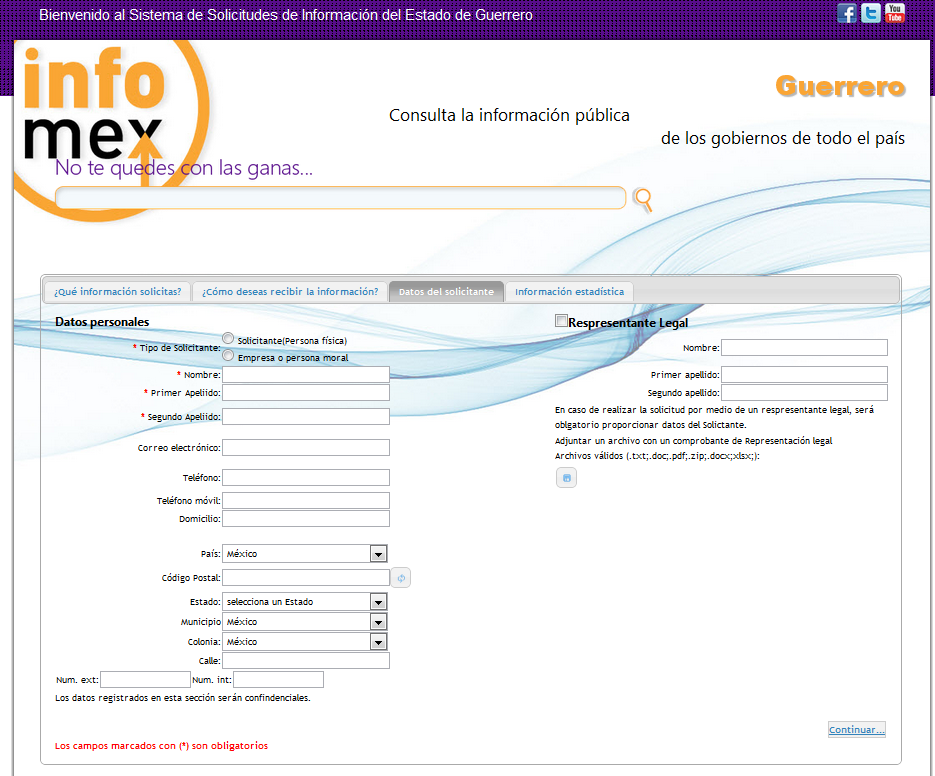 Bienvenido al Sistema de Solicitudes de Información del Estado de Guerrero
You
Tube
info
mex
Guerrero
Consulta la información pública
de los gobiernos de todo el país
No te quedes con las ganas...
¿Qué información solicitas? ¿Cómo deseas recibir la información? Datos del solicitante Información estadística
Datos personales
* Tipo de Solicitante:
Solicitante(Persona física)
Empresa o persona moral
* Nombre:
* Primer Apellido:
* Segundo Apellido:
Correo electrónico:
Teléfono:
Teléfono móvil:
Domicilio:
País: México
Código Postal:
Estado: selecciona un Estado
Municipio México
Colonia: México
Calle:
Num. ext: Num. int:
Los datos registrados en esta sección serán confindenciales.
Los campos marcados con (*) son obligatorios
Respresentante Legal
Nombre:
Primer apellido:
Segundo apellido:
En caso de realizar la solicitud por medio de un respresentante legal, será
oblgatorio proporcionar datos del Solictante.
Adjuntar un archivo con un comprobante de Representación legal
Archivos válidos (.txt;.doc;.pdf;.zip;.docx;xlsx;):
Continuar...